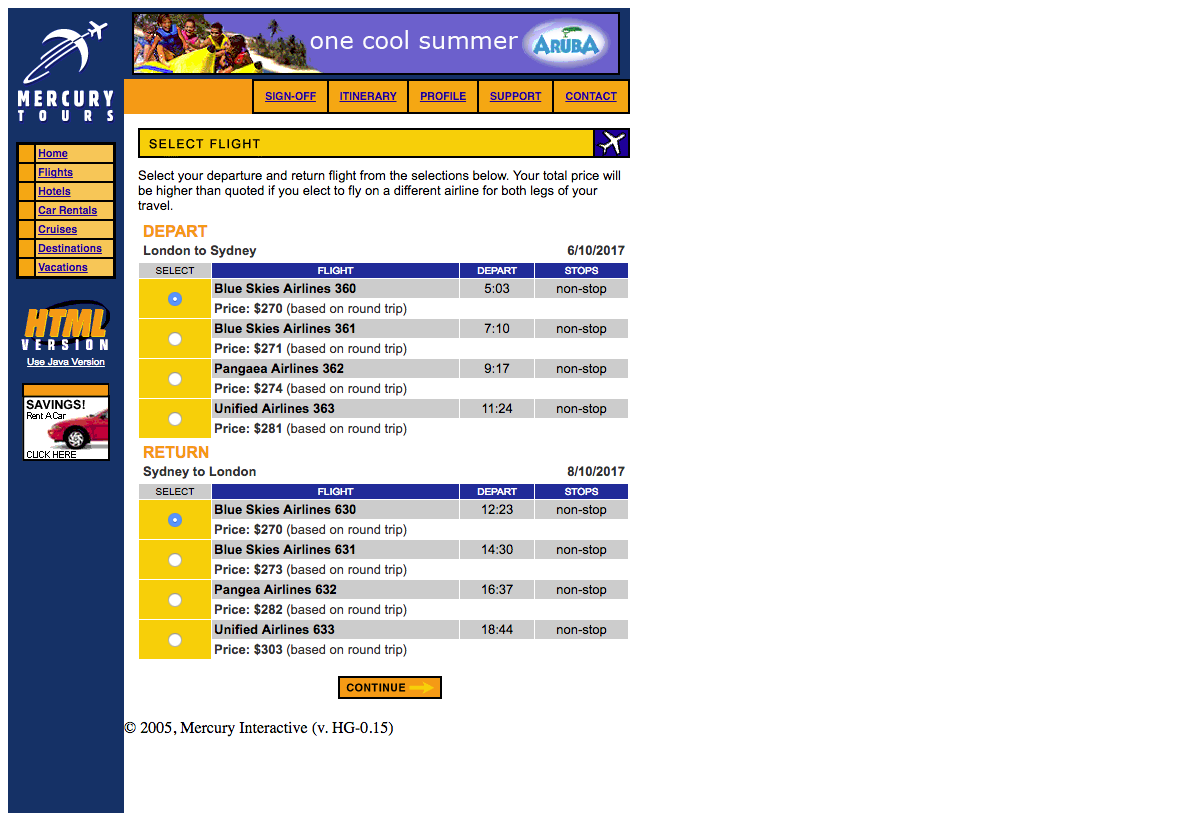 MERCURY
TOURS
one cool summer
ARUBA
SIGN-OFF ITINERARY PROFILE SUPPORT CONTACT
Home
Flights
Hotels
Car Rentals
Cruises
Destinations
Vacations
HTML
VERSION
Use Java Version
SAVINGS!
Rent A Car
CLICK HERE
SELECT FLIGHT
Select your departure and return flight from the selections below. Your total price will
be higher than quoted if you elect to fly on a different airline for both legs of your
travel.
DEPART
London to Sydney 6/10/2017
SELECT FLIGHT DEPART STOPS
Blue Skies Airlines 360 5:03 non-stop
Price: $270 (based on round trip)
Blue Skies Airlines 361 7:10 non-stop
Price: $271 (based on round trip)
Pangaea Airlines 362 9:17 non-stop
Price: $274 (based on round trip)
Unified Airlines 363 11:24 non-stop
Price: $281 (based on round trip)
RETURN
Sydney to London 8/10/2017
SELECT FLIGHT DEPART STOPS
Blue Skies Airlines 630 12:23 non-stop
Price: $270 (based on round trip)
Blue Skies Airlines 631 14:30 non-stop
Price: $273 (based on round trip)
Pangea Airlines 632 16:37 non-stop
Price: $282 (based on round trip)
Unified Airlines 633 18:44 non-stop
Price: $303 (based on round trip)
CONTINUE
© 2005, Mercury Interactive (v. HG-0.15)